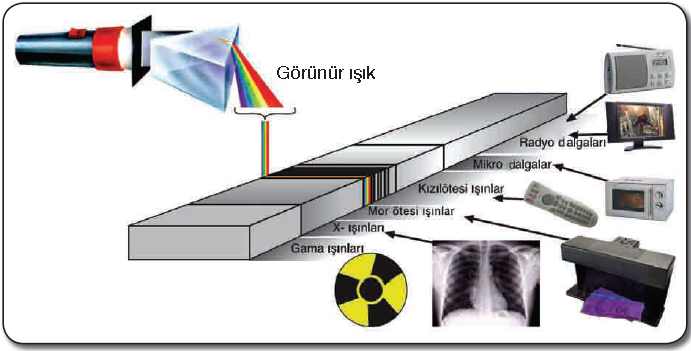 Görünür ışık
Radyo dalgaları
Mikro dalgalar
Kızılötesi ışınlar
Mor ötesi ışınlar
X- ışınları
Gama ışınları